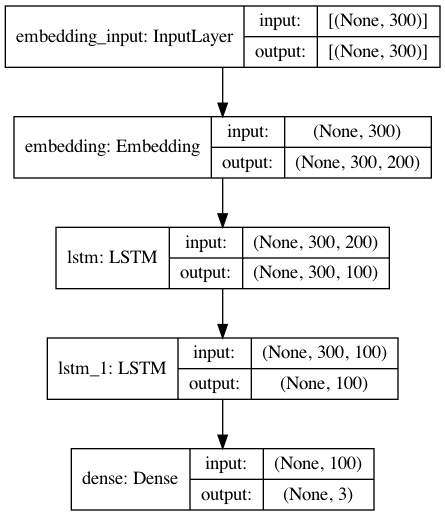 embedding_input: InputLayer
input:
[(None, 300)]
output:
[(None, 300)]
embedding: Embedding
input:
(None, 300)
output:
(None, 300, 200)
lstm: LSTM
input:
(None, 300, 200)
output:
(None, 300, 100)
lstm_1: LSTM
input:
(None, 300, 100)
output:
(None, 100)
dense: Dense
input:
(None, 100)
output:
(None, 3)